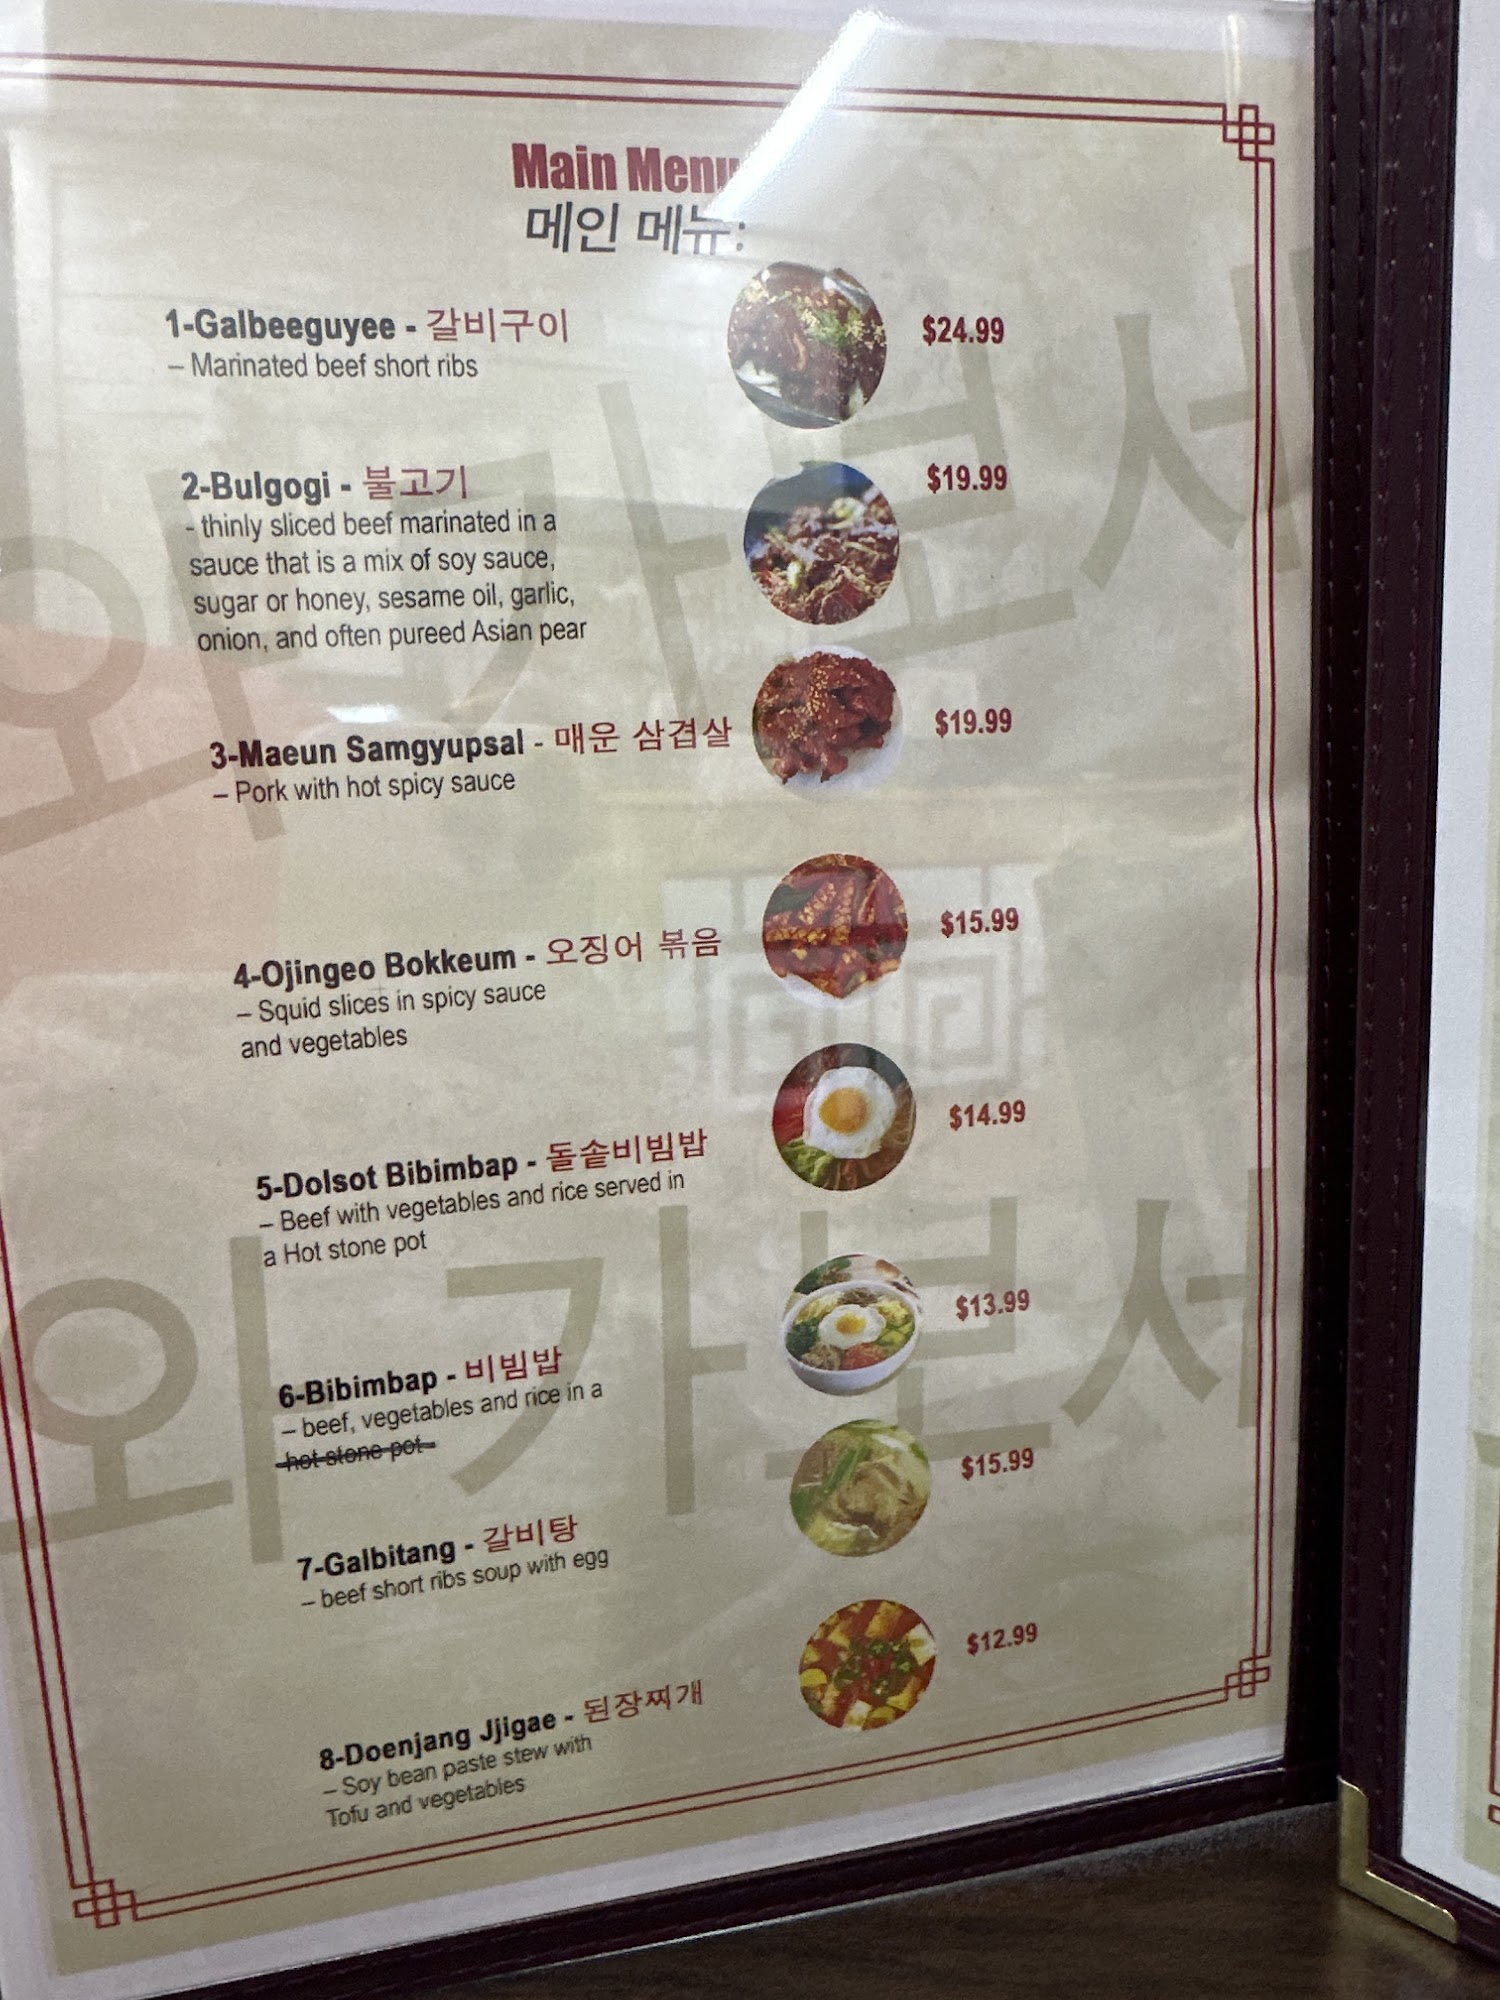 Main Menu
메인 메뉴:
1-Galbeeguyee - 갈비구이 $24.99
– Marinated beef short ribs
2-Bulgogi - 불고기 $19.99
- thinly sliced beef marinated in a
sauce that is a mix of soy sauce,
sugar or honey, sesame oil, garlic,
onion, and often pureed Asian pear
3-Maeun Samgyupsal - 매운 삼겹살 $19.99
– Pork with hot spicy sauce
4-Ojingeo Bokkeum - 오징어 볶음 $15.99
– Squid slices in spicy sauce
and vegetables
5-Dolsot Bibimbap - 돌솥비빔밥 $14.99
– Beef with vegetables and rice served in
a Hot stone pot
6-Bibimbap - 비빔밥 $13.99
– beef, vegetables and rice in a
hot stone pot
7-Galbitang - 갈비탕 $15.99
– beef short ribs soup with egg
8-Doenjang Jjigae - 된장찌개 $12.99
– Soy bean paste stew with
Tofu and vegetables